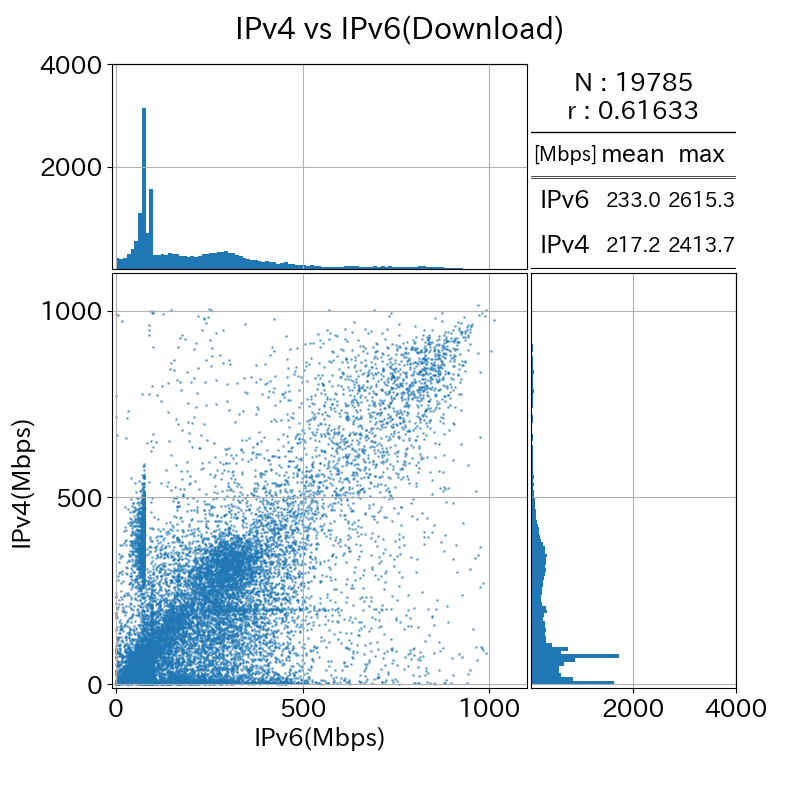 IPv4 vs IPv6(Download)
4000
2000
N : 19785
r : 0.61633
[Mbps] mean max
IPv6 233.0 2615.3
IPv4 217.2 2413.7
1000
500
0
IPv4(Mbps)
0 500 1000
2000 4000
IPv6(Mbps)